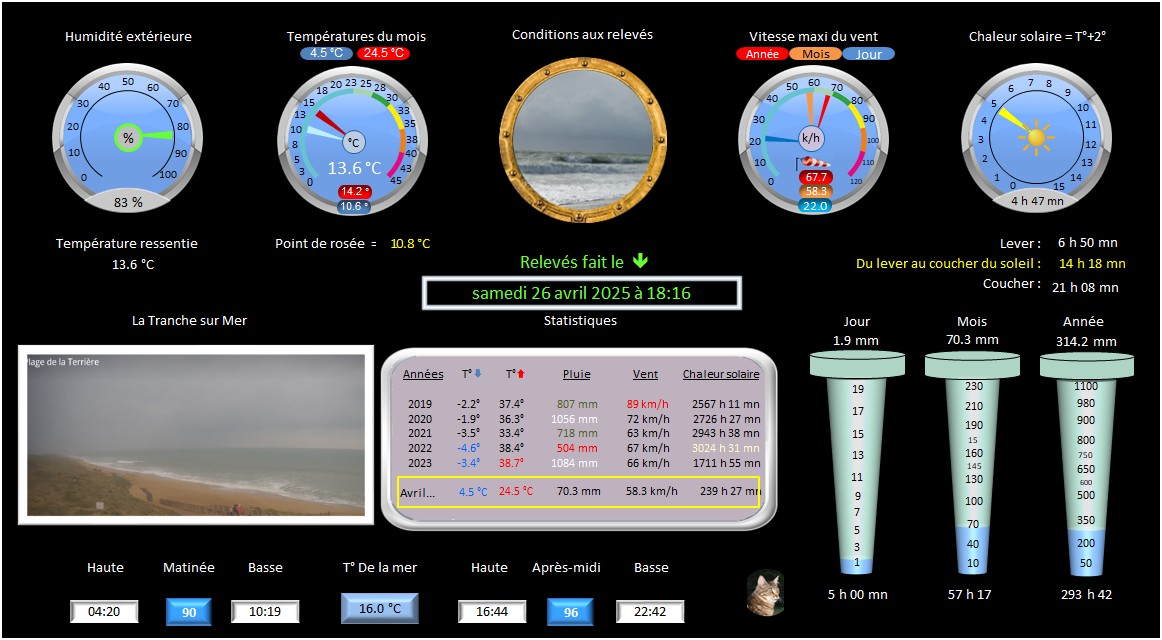 Humidité extérieure
Températures du mois
Conditions aux relevés
Vitesse maxi du vent
Chaleur solaire = T°+2°
4.5 °C
24.5 °C
Année
Mois
Jour
0
10
20
30
40
50
60
70
80
90
100
%
83 %
0
3
5
8
10
13
15
18
20
23
25
28
30
33
35
38
40
43
45
°C
13.6 °C
14.2 °
10.6 °
0
10
20
30
40
50
60
70
80
90
100
110
120
k/h
67.7
58.3
22.0
0
1
2
3
4
5
6
7
8
9
10
11
12
13
14
15
4 h 47 mn
Température ressentie
13.6 °C
Point de rosée = 10.8 °C
Lever : 6 h 50 mn
Du lever au coucher du soleil : 14 h 18 mn
Coucher : 21 h 08 mn
Relevés fait le
samedi 26 avril 2025 à 18:16
La Tranche sur Mer
Statistiques
lage de la Terrière
Années T° T° Pluie Vent Chaleur solaire
2019 -2.2° 37.4° 807 mm 89 km/h 2567 h 11 mn
2020 -1.9° 36.3° 1056 mm 72 km/h 2726 h 27 mn
2021 -3.5° 33.4° 718 mm 63 km/h 2943 h 38 mn
2022 -4.6° 38.4° 504 mm 67 km/h 3024 h 31 mn
2023 -3.4° 38.7° 1084 mm 66 km/h 1711 h 55 mn
Avril... 4.5 °C 24.5 °C 70.3 mm 58.3 km/h 239 h 27 mn
Jour
1.9 mm
19
17
15
13
11
9
7
5
3
1
5 h 00 mn
Mois
70.3 mm
230
210
190
15
160
145
130
100
70
40
10
57 h 17
Année
314.2 mm
1100
980
900
800
750
650
600
500
350
200
50
293 h 42
Haute Matinée Basse T° De la mer Haute Après-midi Basse
04:20 90 10:19 16.0 °C 16:44 96 22:42